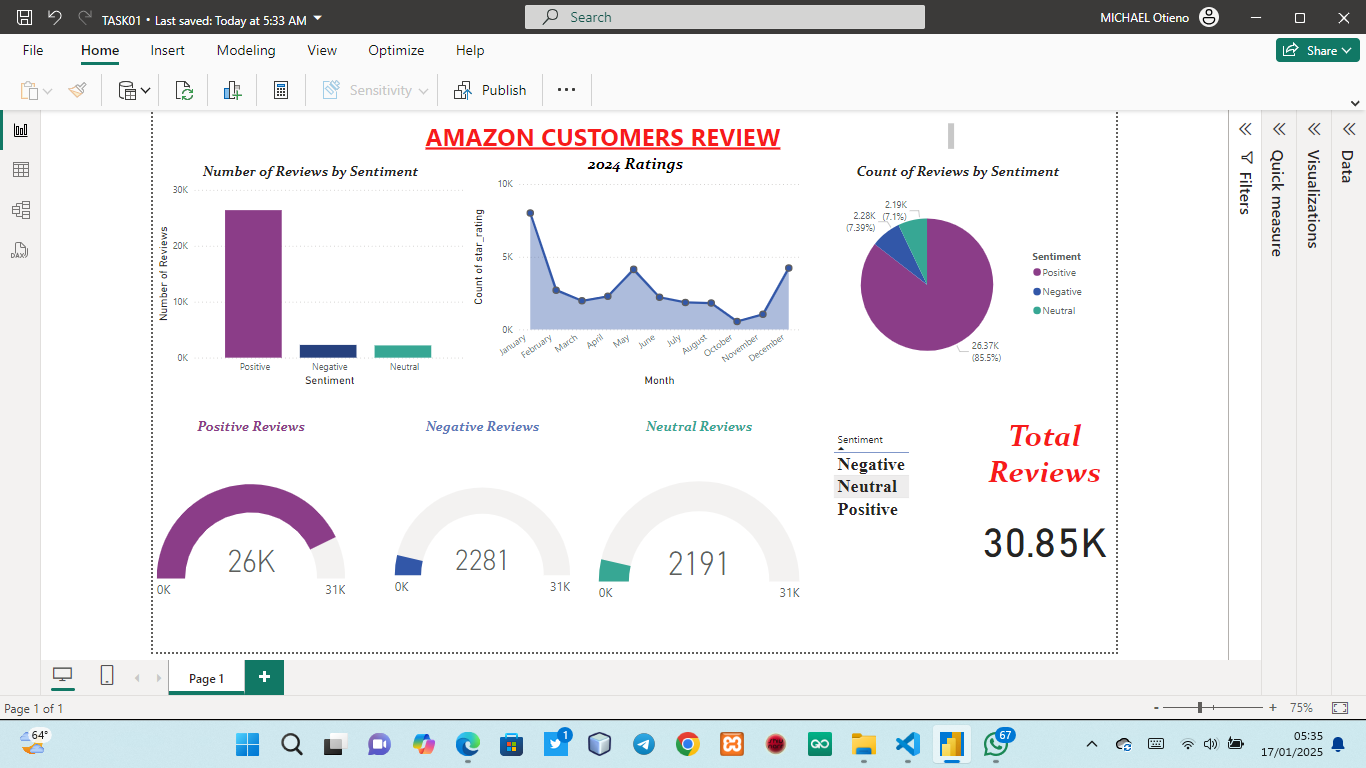 TASK01 • Last saved: Today at 5:33 AM
Search
MICHAEL Otieno
File Home Insert Modeling View Optimize Help
Share
Sensitivity
Publish
AMAZON CUSTOMERS REVIEW
Number of Reviews by Sentiment
30K
20K
10K
0K
Number of Reviews
Positive Negative Neutral
Sentiment
2024 Ratings
10K
5K
0K
Count of star_rating
January February March April May June July August October November December
Month
Count of Reviews by Sentiment
2.19K
(7.1%)
2.28K
(7.39%)
26.37K
(85.5%)
Sentiment
Positive
Negative
Neutral
Positive Reviews
26K
0K 31K
Negative Reviews
2281
0K 31K
Neutral Reviews
2191
0K 31K
Sentiment
Negative
Neutral
Positive
Total
Reviews
30.85K
Filters
Quick measure
Visualizations
Data
DAX
Page 1
+
Page 1 of 1
- + 75%
64°
1
67
05:35
17/01/2025